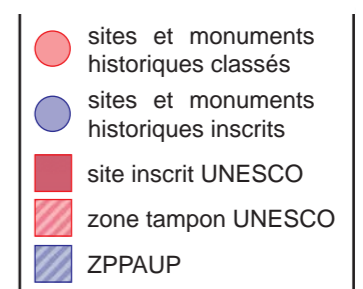 sites et monuments
historiques classés
sites et monuments
historiques inscrits
site inscrit UNESCO
zone tampon UNESCO
ZPPAUP